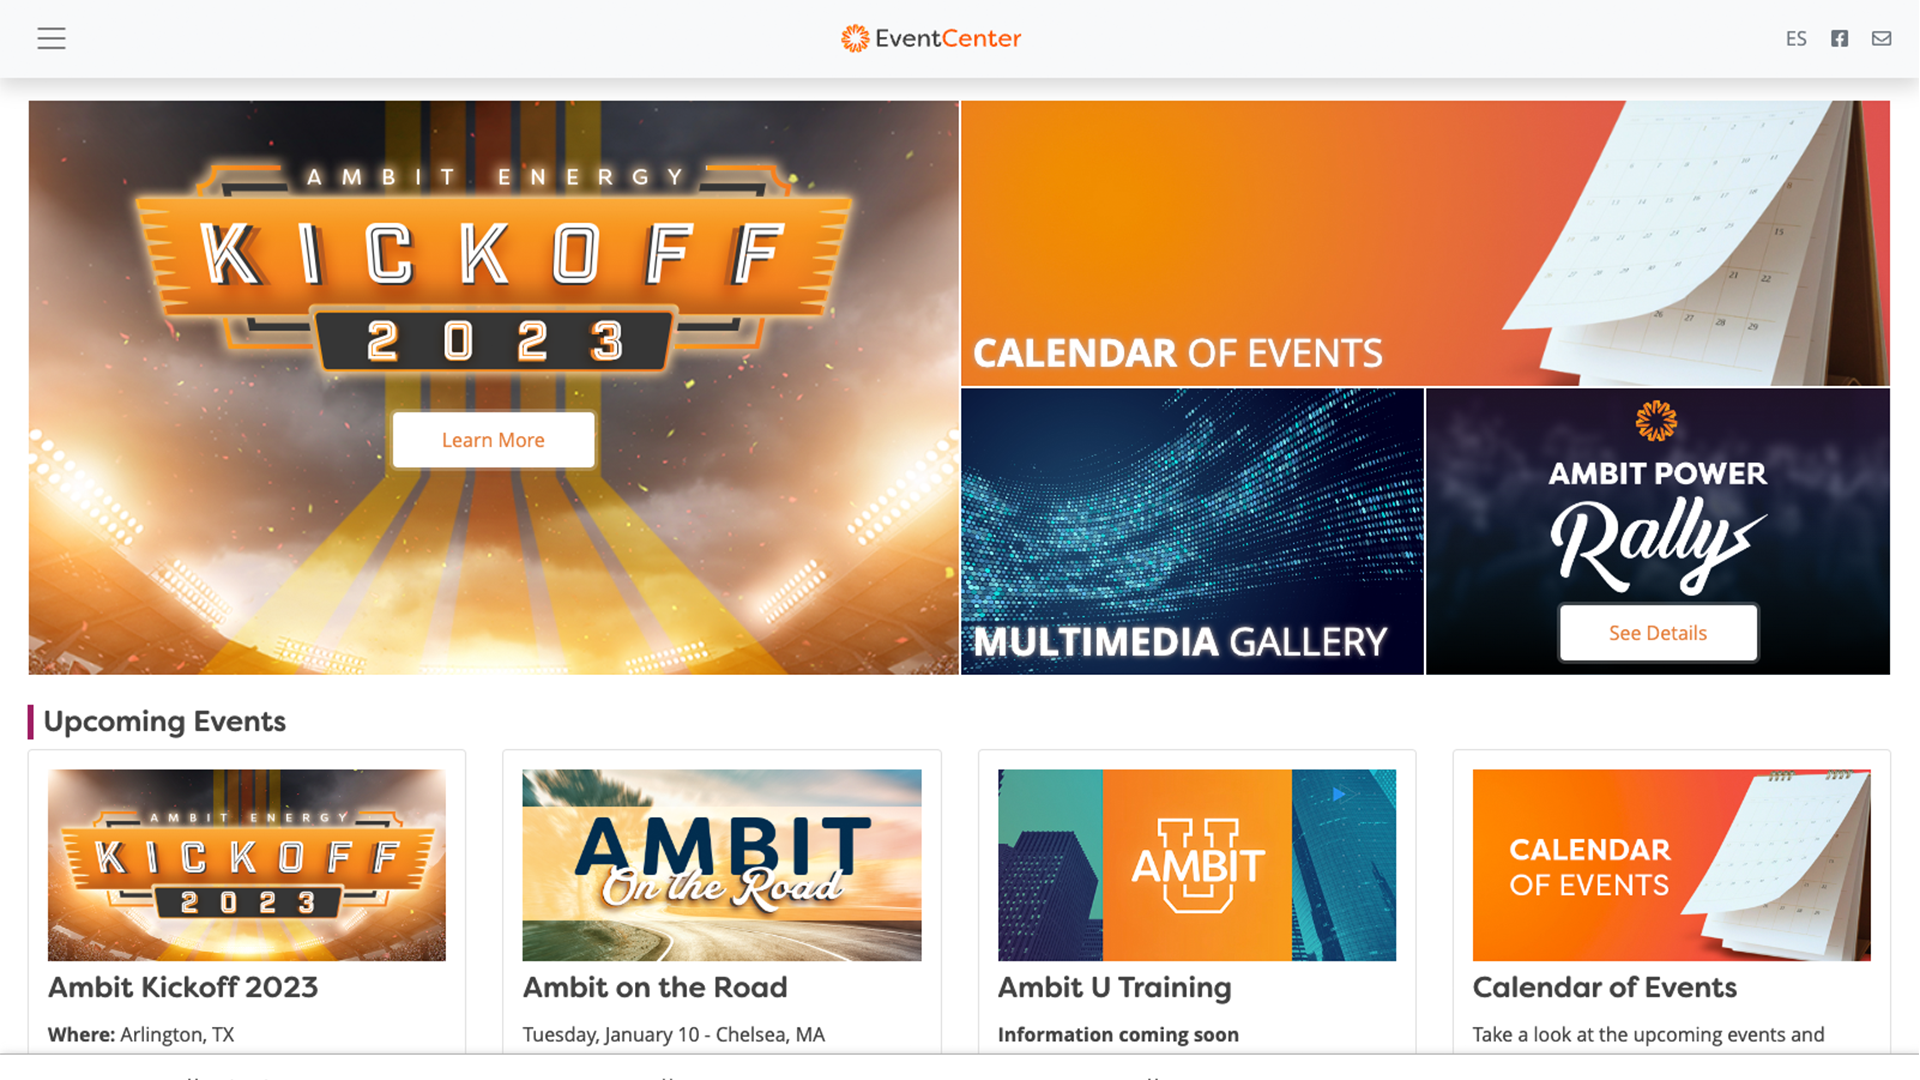 EventCenter
ES
AMBIT ENERGY
KICKOFF
2023
Learn More
CALENDAR OF EVENTS
MULTIMEDIA GALLERY
AMBIT POWER
Rally
See Details
Upcoming Events
AMBIT ENERGY
KICKOFF
2023
Ambit Kickoff 2023
Where: Arlington, TX
AMBIT
On the Road
Ambit on the Road
Tuesday, January 10 - Chelsea, MA
U
AMBIT
Ambit U Training
Information coming soon
CALENDAR
OF EVENTS
Calendar of Events
Take a look at the upcoming events and